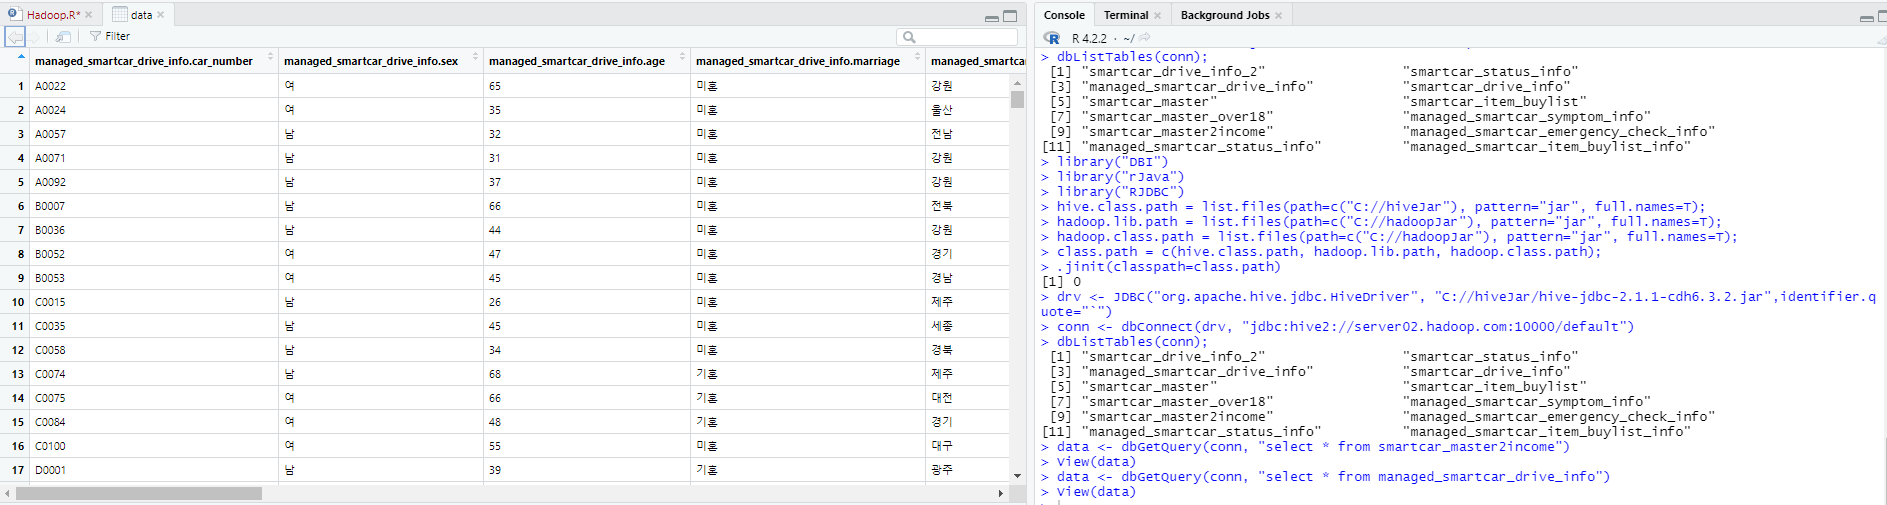 Hadoop.R*
data
Filter
managed_smartcar_drive_info.car_number managed_smartcar_drive_info.sex managed_smartcar_drive_info.age managed_smartcar_drive_info.marriage managed_smartca
1 A0022 여 65 미혼 강원
2 A0024 여 35 미혼 울산
3 A0057 남 32 미혼 전남
4 A0071 남 31 미혼 강원
5 A0092 남 37 미혼 강원
6 B0007 남 66 미혼 전북
7 B0036 남 44 미혼 강원
8 B0052 여 47 미혼 경기
9 B0053 여 45 미혼 경남
10 C0015 남 26 미혼 제주
11 C0035 남 45 미혼 세종
12 C0058 남 34 미혼 경북
13 C0074 남 68 기혼 제주
14 C0075 여 66 기혼 대전
15 C0084 여 48 기혼 경기
16 C0100 여 55 미혼 대구
17 D0001 남 39 기혼 광주
Console Terminal Background Jobs
R R 4.2.2 · ~/
> dbListTables(conn);
[1] "smartcar_drive_info_2" "smartcar_status_info"
[3] "managed_smartcar_drive_info" "smartcar_drive_info"
[5] "smartcar_master" "smartcar_item_buylist"
[7] "smartcar_master_over18" "managed_smartcar_symptom_info"
[9] "smartcar_master2income" "managed_smartcar_emergency_check_info"
[11] "managed_smartcar_status_info" "managed_smartcar_item_buylist_info"
> library("DBI")
> library("rJava")
> library("RJDBC")
> hive.class.path = list.files(path=c("C://hiveJar"), pattern="jar", full.names=T);
> hadoop.lib.path = list.files(path=c("C://hadoopJar"), pattern="jar", full.names=T);
> hadoop.class.path = list.files(path=c("C://hadoopJar"), pattern="jar", full.names=T);
> class.path = c(hive.class.path, hadoop.lib.path, hadoop.class.path);
> .jinit(classpath=class.path)
[1] 0
> drv <- JDBC("org.apache.hive.jdbc.HiveDriver", "C://hiveJar/hive-jdbc-2.1.1-cdh6.3.2.jar",identifier.q
uote="`")
> conn <- dbConnect(drv, "jdbc:hive2://server02.hadoop.com:10000/default")
> dbListTables(conn);
[1] "smartcar_drive_info_2" "smartcar_status_info"
[3] "managed_smartcar_drive_info" "smartcar_drive_info"
[5] "smartcar_master" "smartcar_item_buylist"
[7] "smartcar_master_over18" "managed_smartcar_symptom_info"
[9] "smartcar_master2income" "managed_smartcar_emergency_check_info"
[11] "managed_smartcar_status_info" "managed_smartcar_item_buylist_info"
> data <- dbGetQuery(conn, "select * from smartcar_master2income")
> View(data)
> data <- dbGetQuery(conn, "select * from managed_smartcar_drive_info")
> View(data)